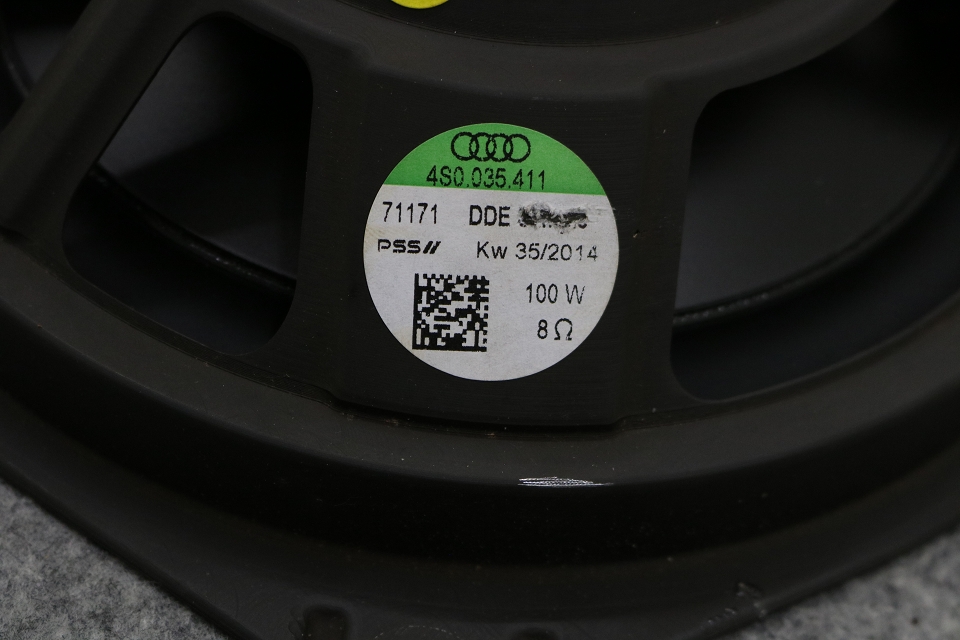 4S0.035.411
71171 DDE
PSS//
Kw 35/2014
100 W
8Ω